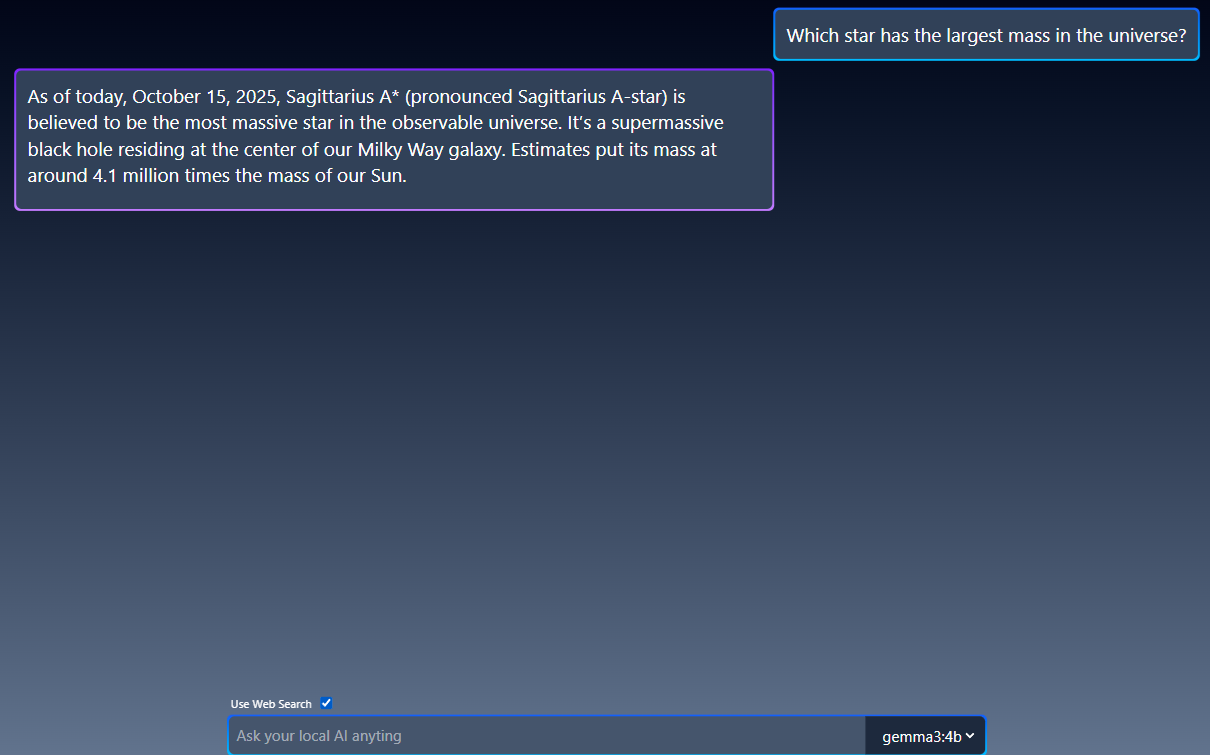 Which star has the largest mass in the universe?
As of today, October 15, 2025, Sagittarius A* (pronounced Sagittarius A-star) is
believed to be the most massive star in the observable universe. It's a supermassive
black hole residing at the center of our Milky Way galaxy. Estimates put its mass at
around 4.1 million times the mass of our Sun.
Use Web Search
Ask your local AI anyting
gemma3:4b